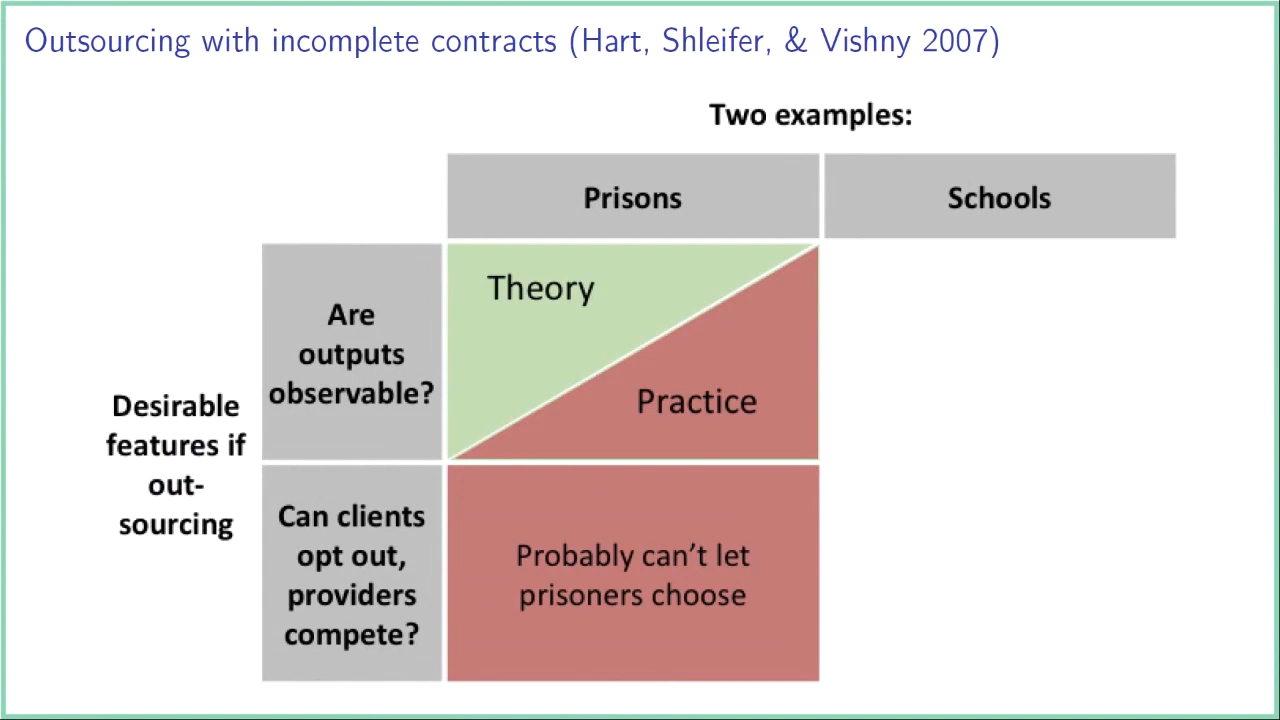 Outsourcing with incomplete contracts (Hart, Shleifer, & Vishny 2007)
Two examples:
Prisons
Schools
Desirable
features if
out-
sourcing
Are
outputs
observable?
Theory
Practice
Can clients
opt out,
providers
compete?
Probably can’t let
prisoners choose